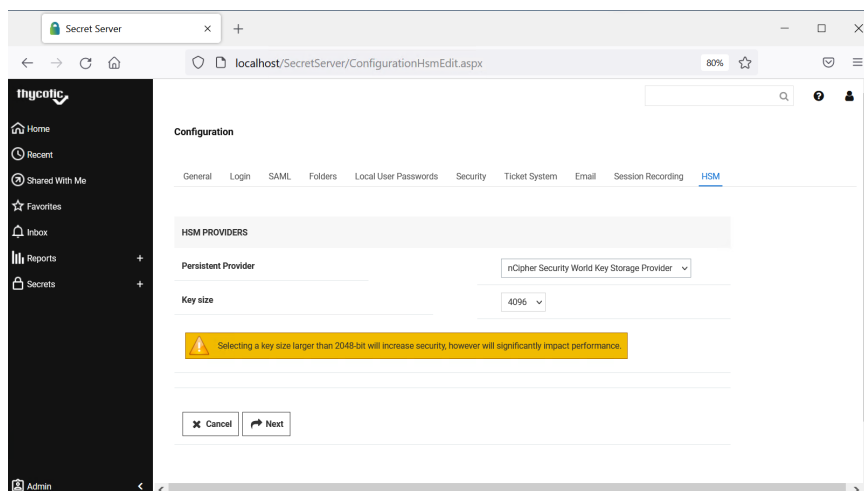 Secret Server
localhost/SecretServer/ConfigurationHsmEdit.aspx
80%
thycotic
Home
Recent
Shared With Me
Favorites
Inbox
Reports
Secrets
Admin
Configuration
General Login SAML Folders Local User Passwords Security Ticket System Email Session Recording HSM
HSM PROVIDERS
Persistent Provider nCipher Security World Key Storage Provider
Key size 4096
Selecting a key size larger than 2048-bit will increase security, however will significantly impact performance.
Cancel Next